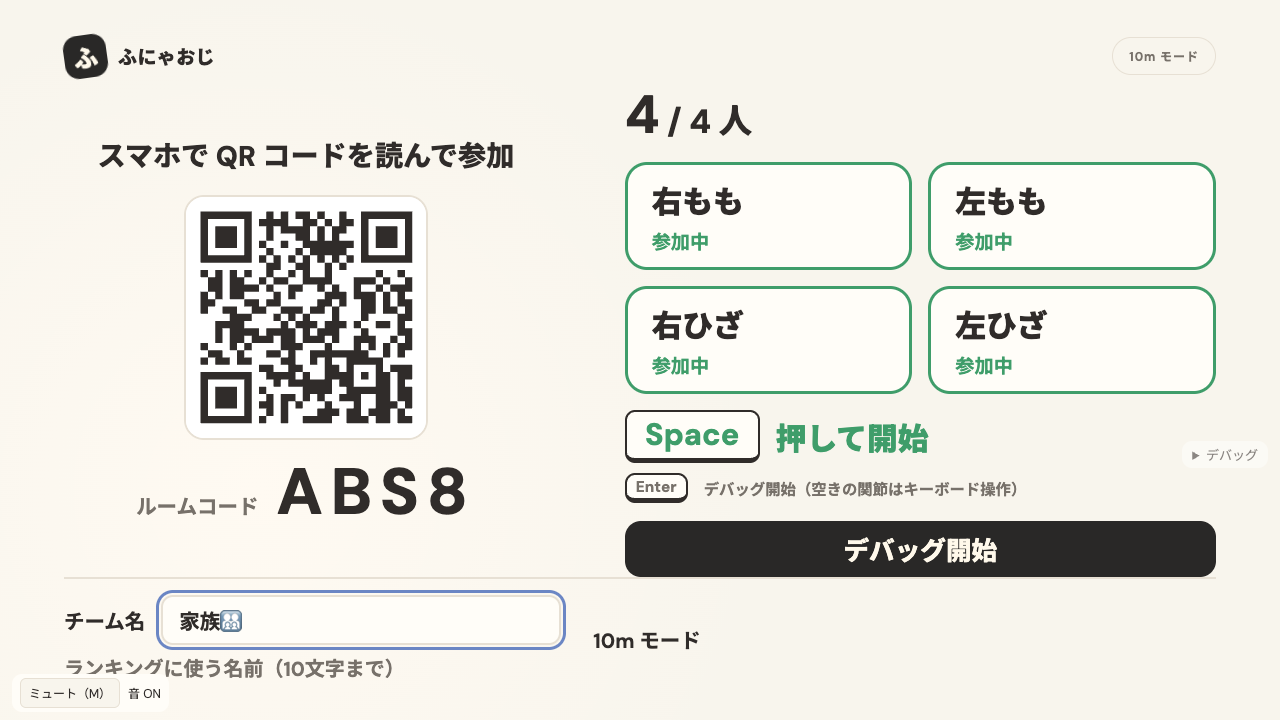 ふ ふにゃおじ
10m モード
スマホで QR コードを読んで参加
ルームコード ABS8
4 / 4 人
右もも
参加中
左もも
参加中
右ひざ
参加中
左ひざ
参加中
Space 押して開始
Enter デバッグ開始（空きの関節はキーボード操作）
▶ デバッグ
デバッグ開始
チーム名 家族👪
ランキングに使う名前（10文字まで）
10m モード
ミュート（M） 音 ON